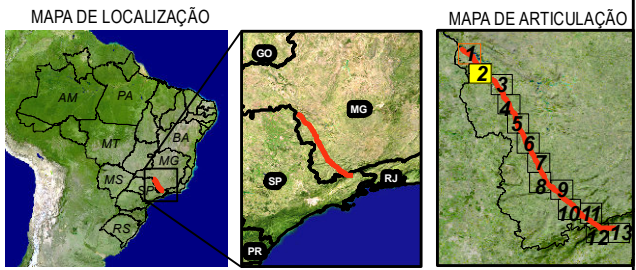 MAPA DE LOCALIZAÇÃO
AM
PA
MT
BA
MG
MS
SP
RS
GO
MG
SP
RJ
PR
MAPA DE ARTICULAÇÃO
1
2
3
4
5
6
7
8
9
10
11
12
13